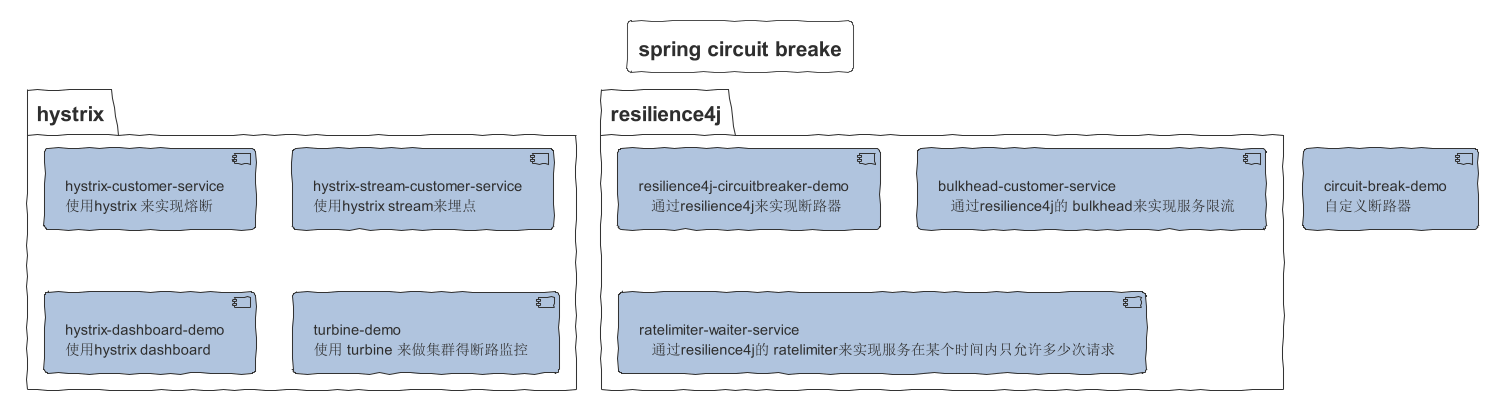 spring circuit breake
hystrix
hystrix-customer-service
使用hystrix 来实现熔断
hystrix-stream-customer-service
使用hystrix stream来埋点
hystrix-dashboard-demo
使用hystrix dashboard
turbine-demo
使用 turbine 来做集群得断路监控
resilience4j
resilience4j-circuitbreaker-demo
通过resilience4j来实现断路器
bulkhead-customer-service
通过resilience4j的 bulkhead来实现服务限流
ratelimiter-waiter-service
通过resilience4j的 ratelimiter来实现服务在某个时间内只允许多少次请求
circuit-break-demo
自定义断路器